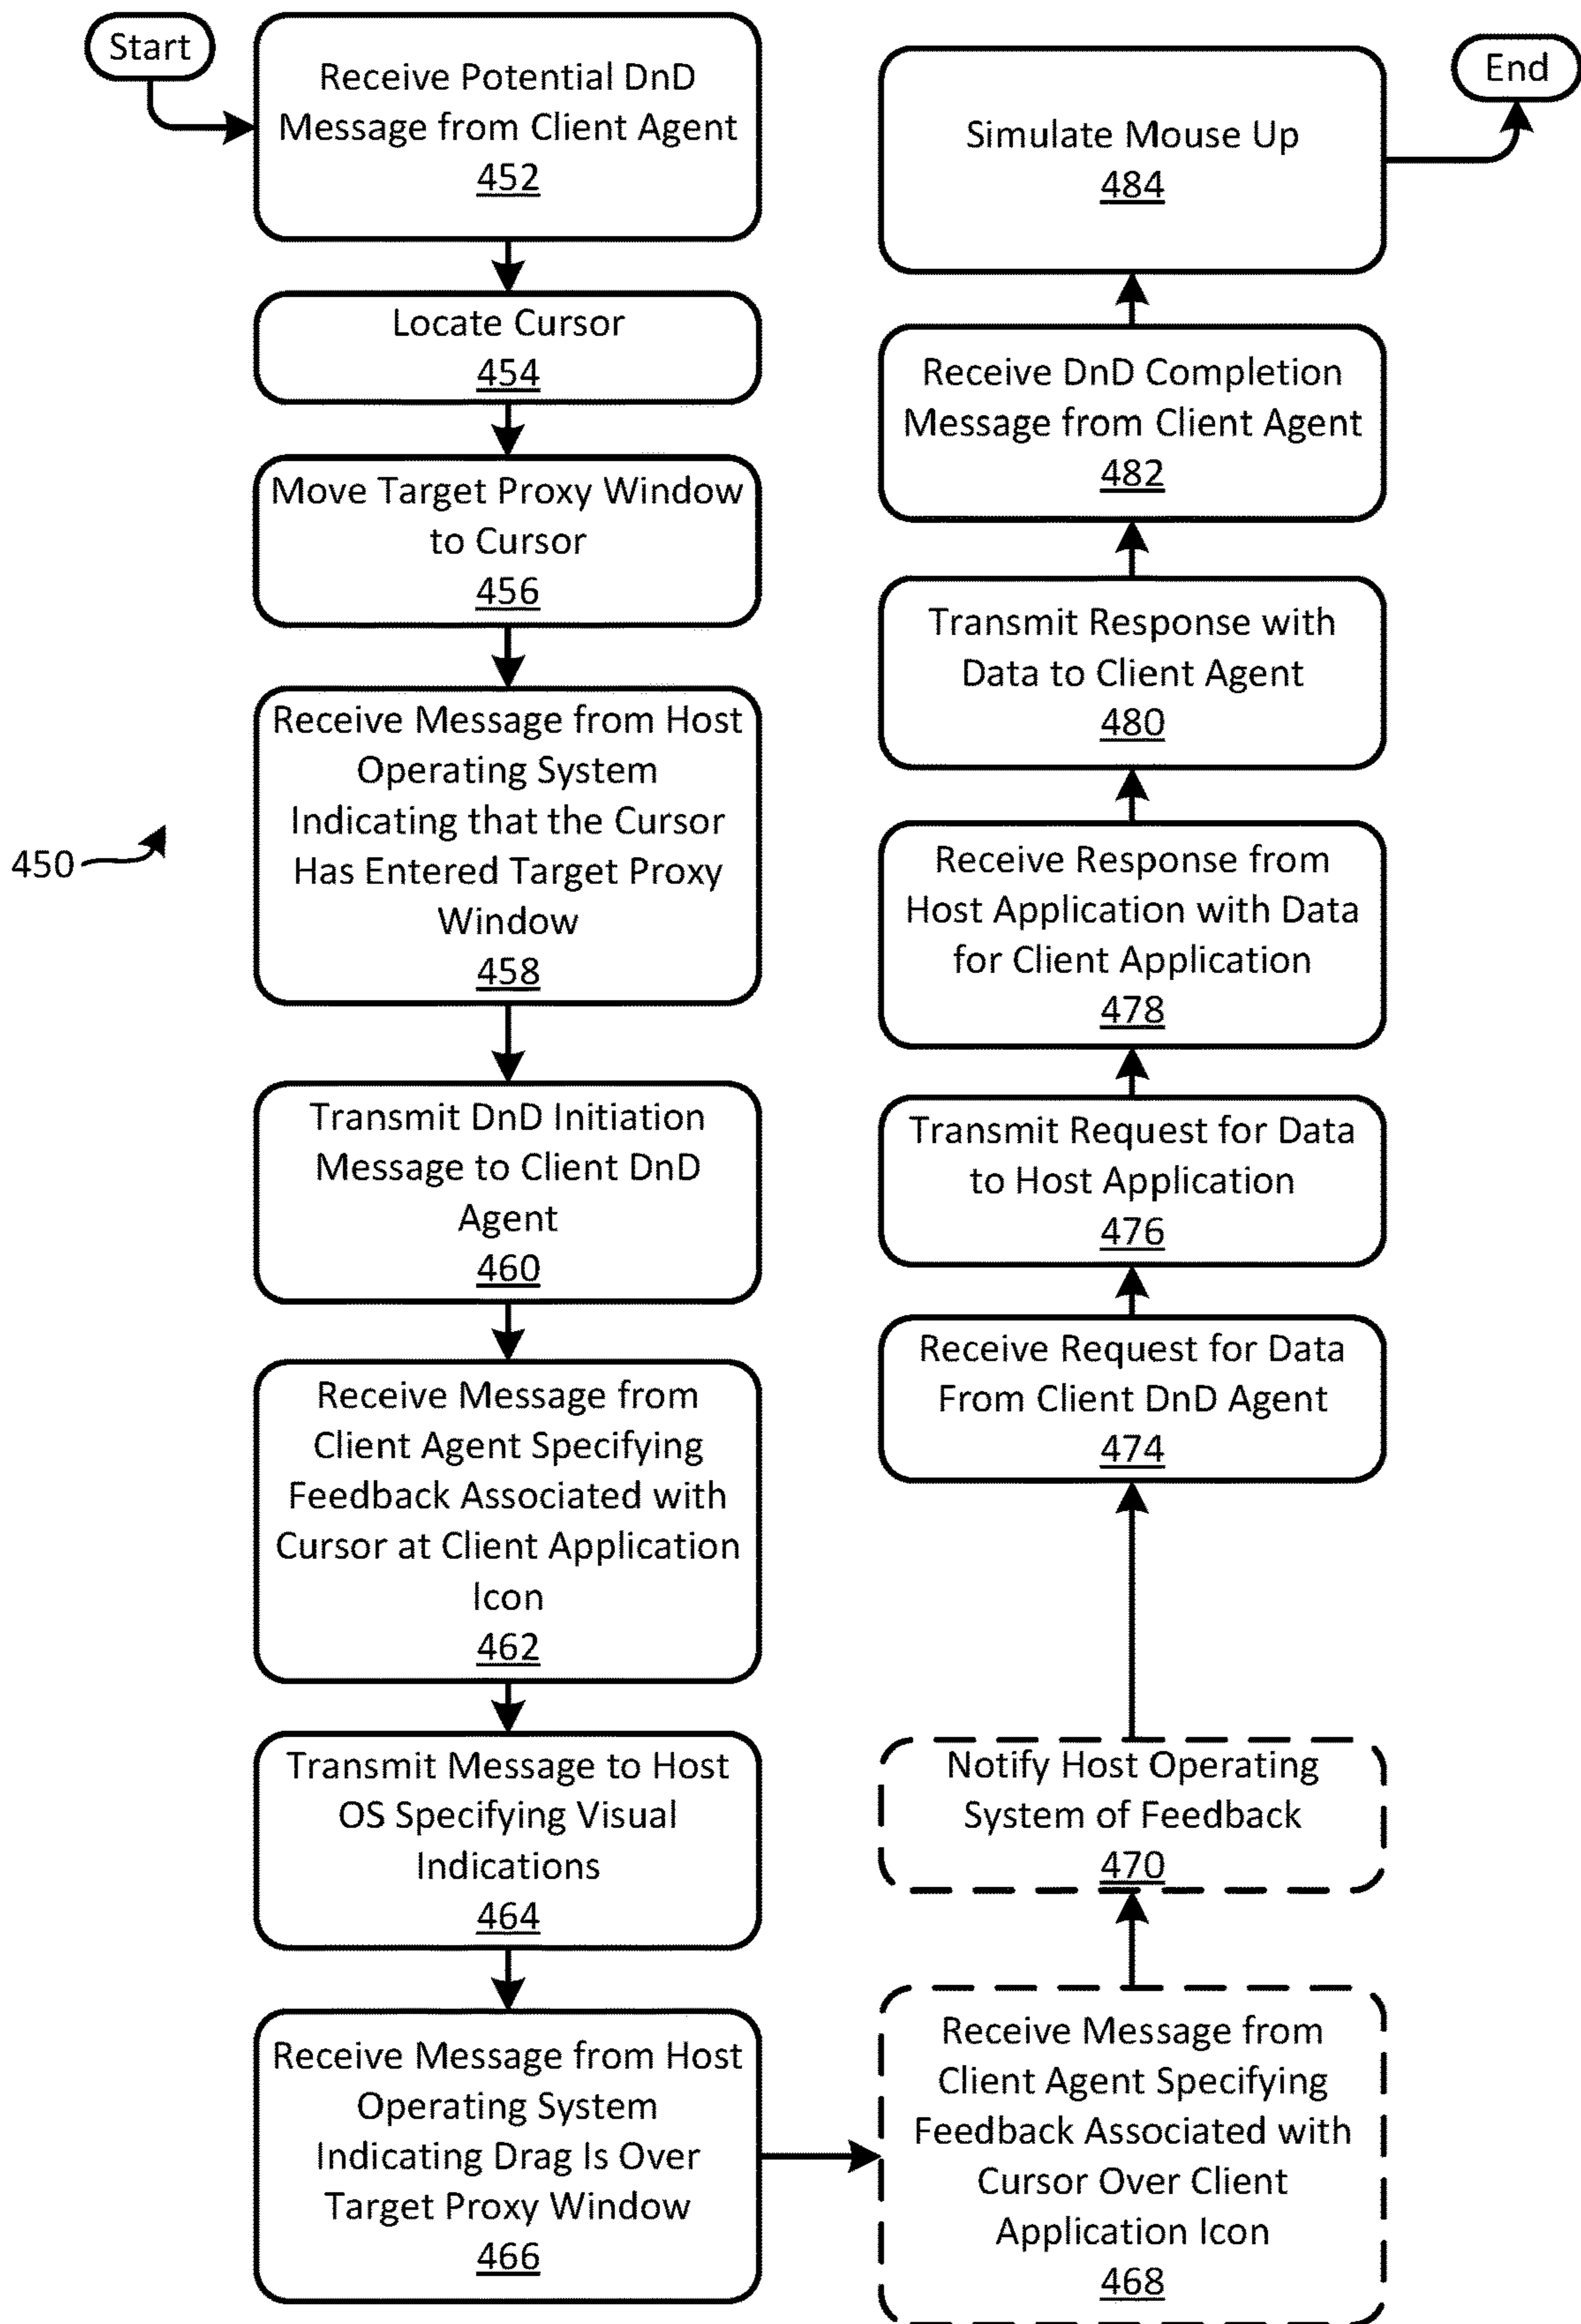 Start
Receive Potential DnD
Message from Client Agent
452
Locate Cursor
454
Move Target Proxy Window
to Cursor
456
Receive Message from Host
Operating System
Indicating that the Cursor
Has Entered Target Proxy
Window
458
Transmit DnD Initiation
Message to Client DnD
Agent
460
Receive Message from
Client Agent Specifying
Feedback Associated with
Cursor at Client Application
Icon
462
Transmit Message to Host
OS Specifying Visual
Indications
464
Receive Message from Host
Operating System
Indicating Drag Is Over
Target Proxy Window
466
Receive Message from
Client Agent Specifying
Feedback Associated with
Cursor Over Client
Application Icon
468
Notify Host Operating
System of Feedback
470
Receive Request for Data
From Client DnD Agent
474
Transmit Request for Data
to Host Application
476
Receive Response from
Host Application with Data
for Client Application
478
Transmit Response with
Data to Client Agent
480
Receive DnD Completion
Message from Client Agent
482
Simulate Mouse Up
484
End
450